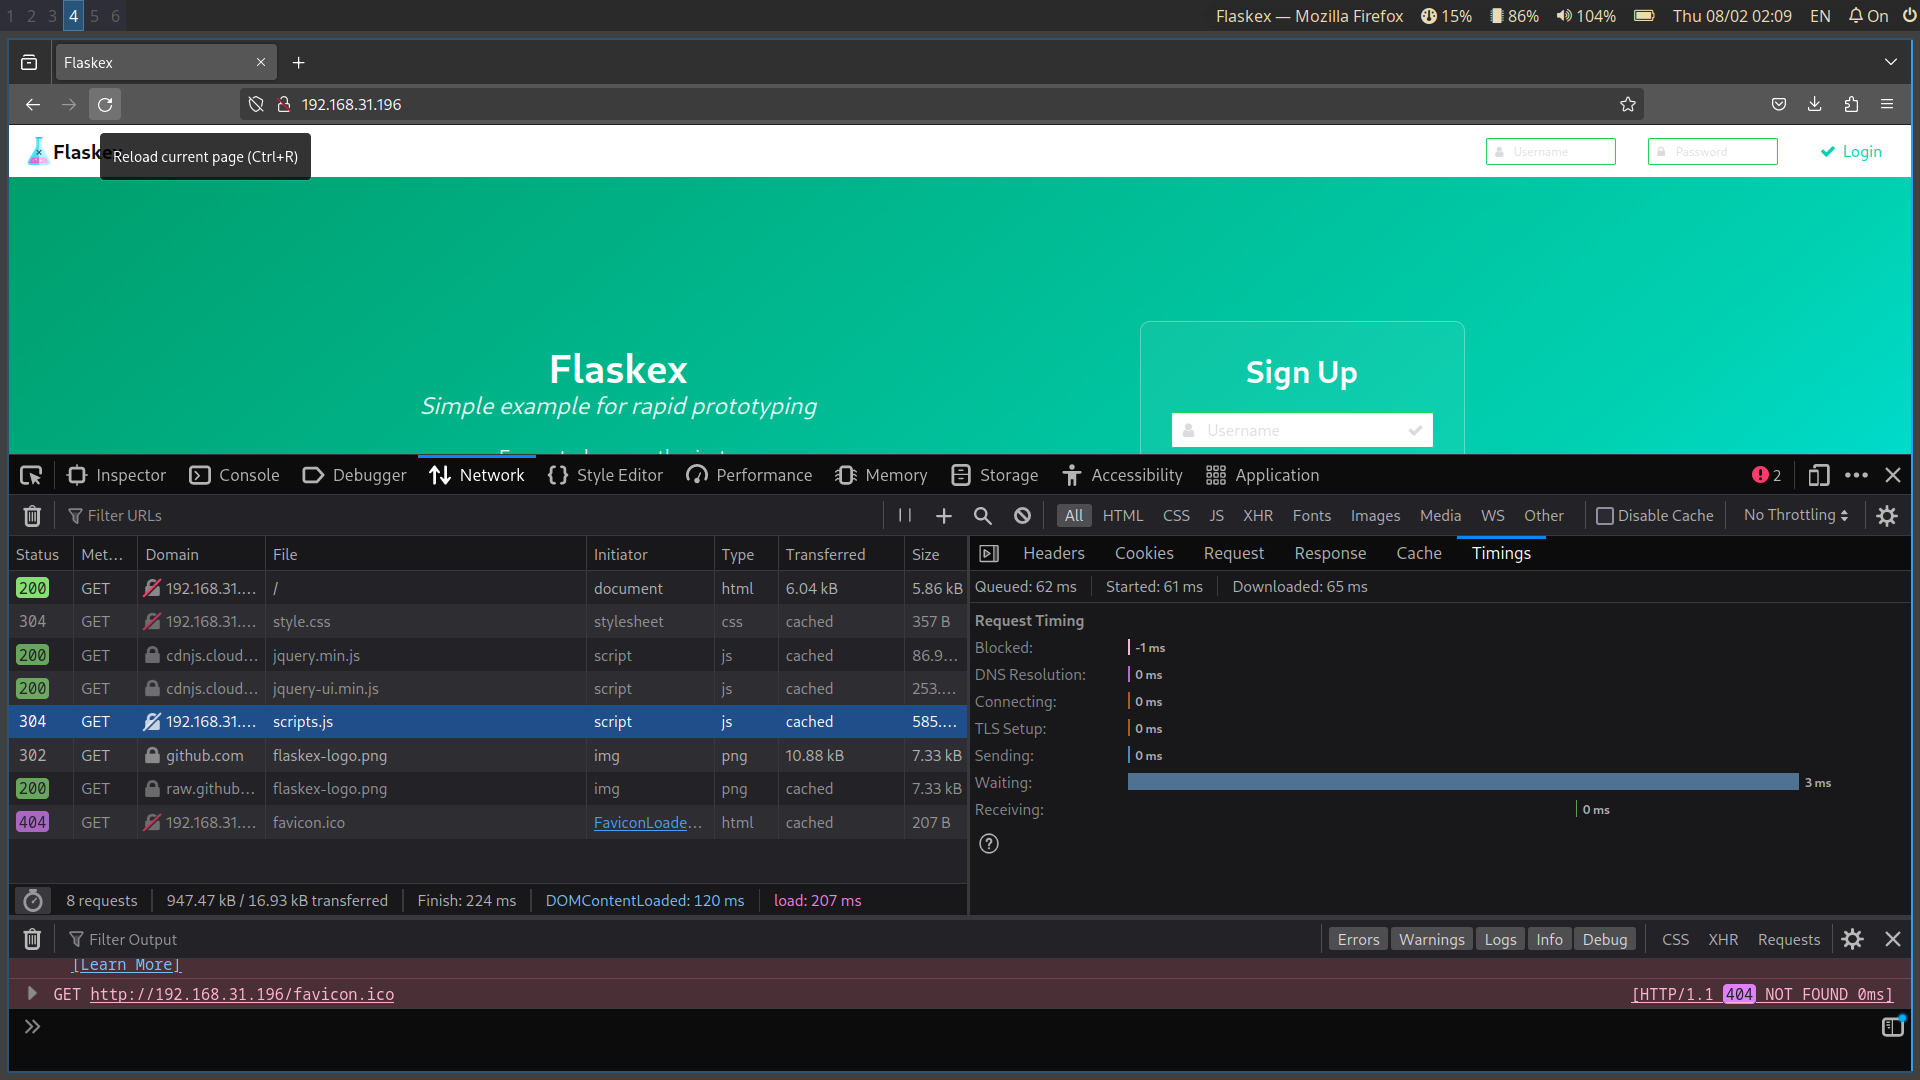 1 2 3 4 5 6 Flaskex — Mozilla Firefox 15% 86% 104% Thu 08/02 02:09 EN On
Flaskex
192.168.31.196
Flaskex Username Password Login
Reload current page (Ctrl+R)
Flaskex
Simple example for rapid prototyping
Sign Up
Username
Inspector Console Debugger Network Style Editor Performance Memory Storage Accessibility Application 2
Filter URLs All HTML CSS JS XHR Fonts Images Media WS Other Disable Cache No Throttling
Status Met... Domain File Initiator Type Transferred Size
200 GET 192.168.31.... / document html 6.04 kB 5.86 kB
304 GET 192.168.31.... style.css stylesheet css cached 357 B
200 GET cdnjs.cloud... jquery.min.js script js cached 86.9...
200 GET cdnjs.cloud... jquery-ui.min.js script js cached 253....
304 GET 192.168.31.... scripts.js script js cached 585....
302 GET github.com flaskex-logo.png img png 10.88 kB 7.33 kB
200 GET raw.github... flaskex-logo.png img png cached 7.33 kB
404 GET 192.168.31.... favicon.ico FaviconLoade... html cached 207 B
8 requests 947.47 kB / 16.93 kB transferred Finish: 224 ms DOMContentLoaded: 120 ms load: 207 ms
Headers Cookies Request Response Cache Timings
Queued: 62 ms Started: 61 ms Downloaded: 65 ms
Request Timing
Blocked: -1 ms
DNS Resolution: 0 ms
Connecting: 0 ms
TLS Setup: 0 ms
Sending: 0 ms
Waiting: 3 ms
Receiving: 0 ms
Filter Output Errors Warnings Logs Info Debug CSS XHR Requests
[Learn More]
GET http://192.168.31.196/favicon.ico [HTTP/1.1 404 NOT FOUND 0ms]